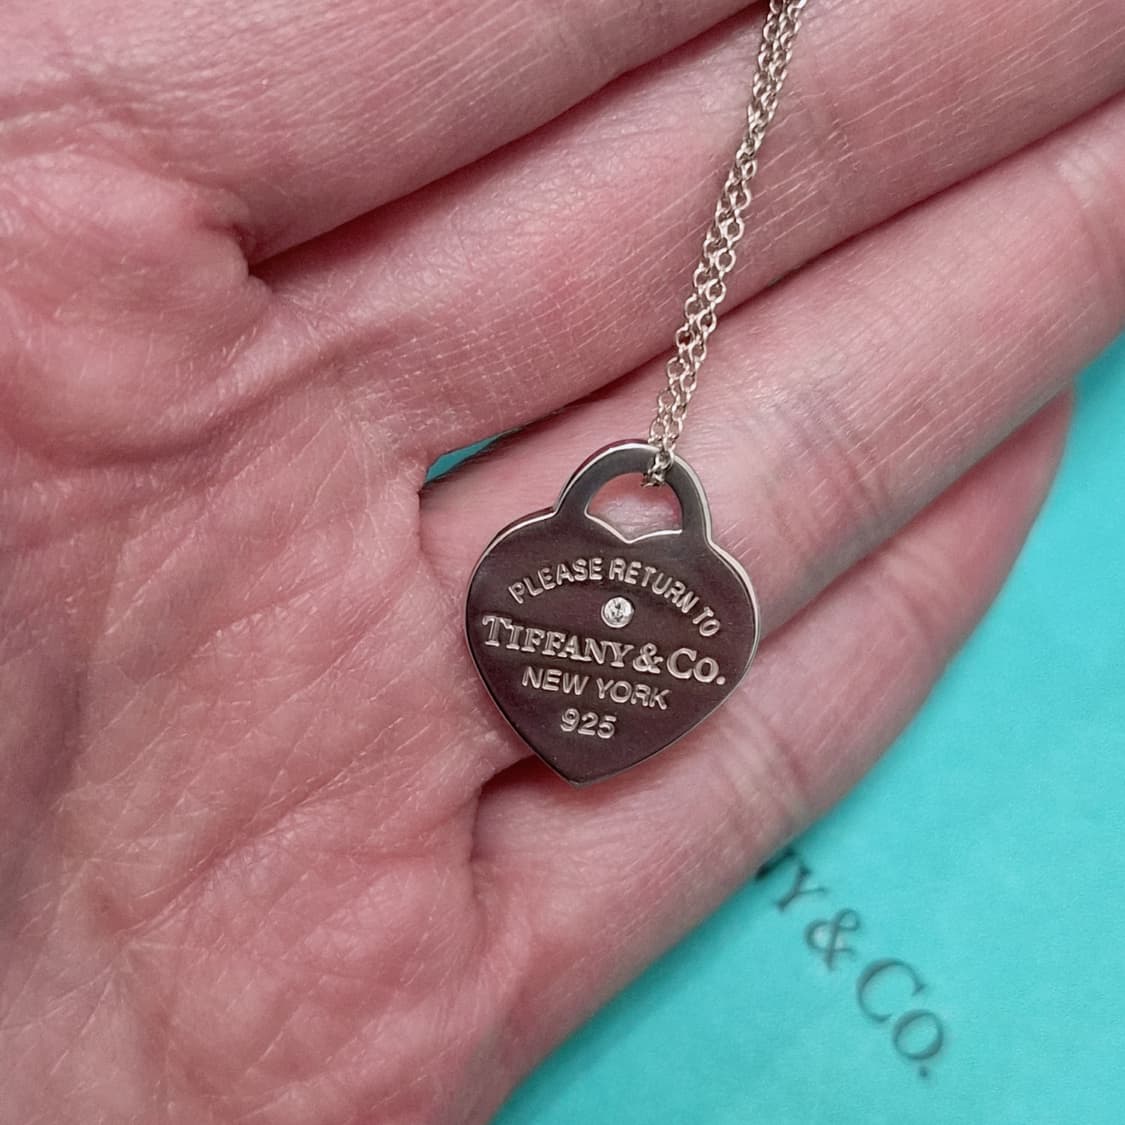 PLEASE RETURN TO
TIFFANY & CO.
NEW YORK
925
Y & CO.